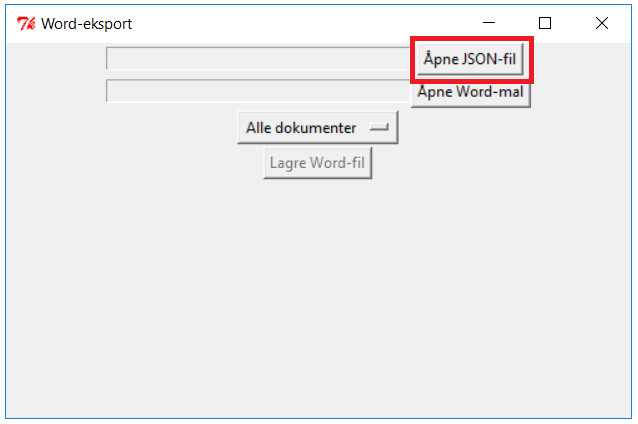 Word-eksport
Åpne JSON-fil
Åpne Word-mal
Alle dokumenter
Lagre Word-fil